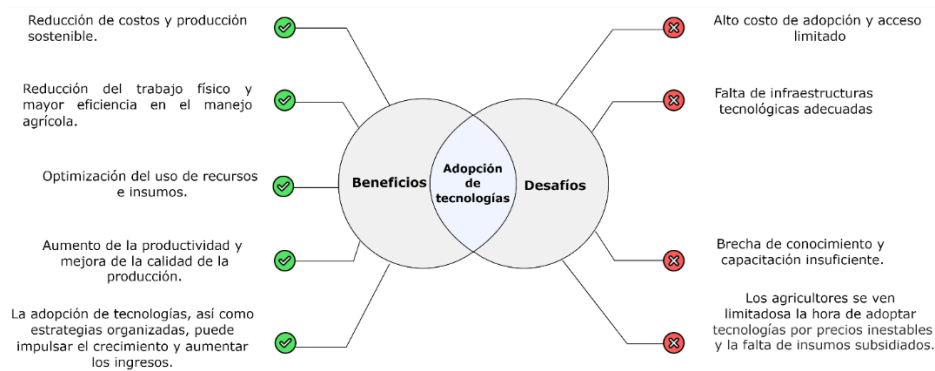 Reducción de costos y producción
sostenible.
Reducción del trabajo físico y
mayor eficiencia en el manejo
agrícola.
Optimización del uso de recursos
e insumos.
Aumento de la productividad y
mejora de la calidad de la
producción.
La adopción de tecnologías, así como
estrategias organizadas, puede
impulsar el crecimiento y aumentar
los ingresos.
Beneficios
Adopción
de
tecnologías
Desafíos
Alto costo de adopción y acceso
limitado
Falta de infraestructuras
tecnológicas adecuadas
Brecha de conocimiento y
capacitación insuficiente.
Los agricultores se ven
limitadosa la hora de adoptar
tecnologías por precios inestables
y la falta de insumos subsidiados.